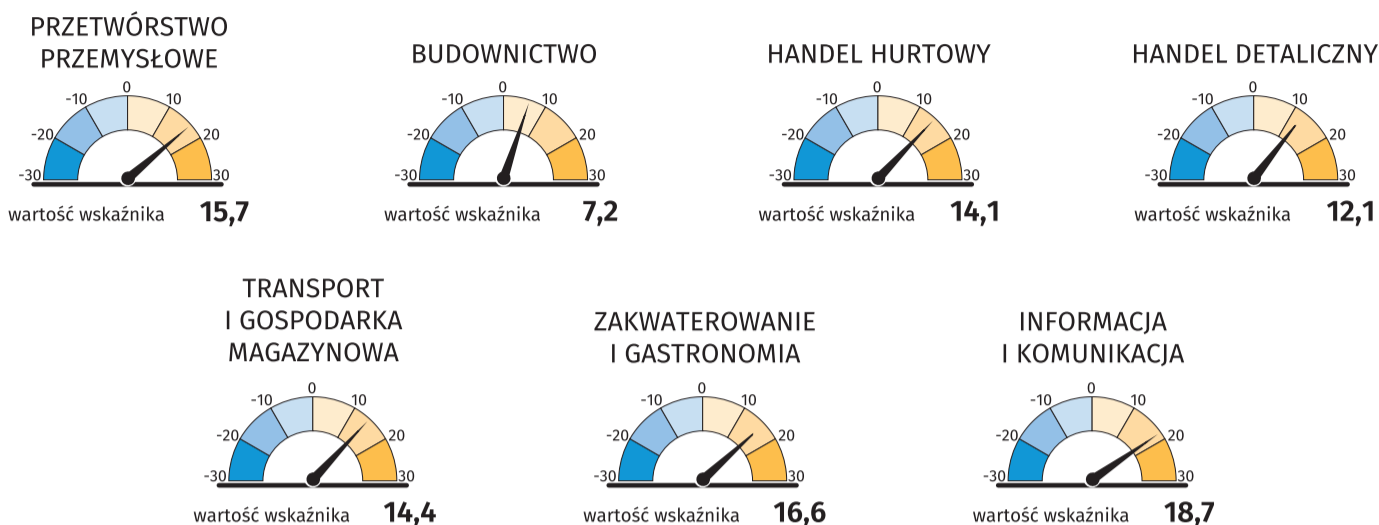 PRZETWÓRSTWO
PRZEMYSŁOWE
0
-10 10
-20 20
-30 30
wartość wskaźnika 15,7
BUDOWNICTWO
0
-10 10
-20 20
-30 30
wartość wskaźnika 7,2
HANDEL HURTOWY
0
-10 10
-20 20
-30 30
wartość wskaźnika 14,1
HANDEL DETALICZNY
0
-10 10
-20 20
-30 30
wartość wskaźnika 12,1
TRANSPORT
I GOSPODARKA
MAGAZYNOWA
0
-10 10
-20 20
-30 30
wartość wskaźnika 14,4
ZAKWATEROWANIE
I GASTRONOMIA
0
-10 10
-20 20
-30 30
wartość wskaźnika 16,6
INFORMACJA
I KOMUNIKACJA
0
-10 10
-20 20
-30 30
wartość wskaźnika 18,7